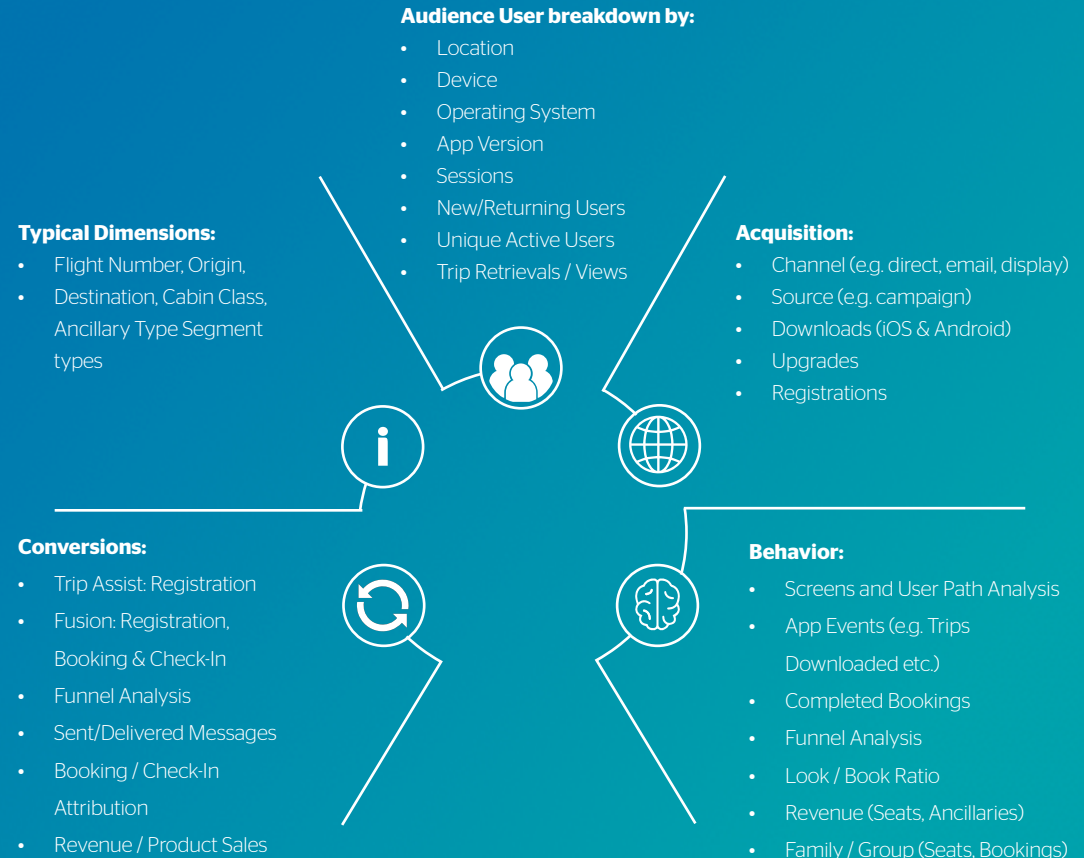 Audience User breakdown by:
• Location
• Device
• Operating System
• App Version
• Sessions
• New/Returning Users
• Unique Active Users
• Trip Retrievals / Views
Typical Dimensions:
• Flight Number, Origin,
• Destination, Cabin Class,
Ancillary Type Segment
types
Acquisition:
• Channel (e.g. direct, email, display)
• Source (e.g. campaign)
• Downloads (iOS & Android)
• Upgrades
• Registrations
Conversions:
• Trip Assist: Registration
• Fusion: Registration,
Booking & Check-In
• Funnel Analysis
• Sent/Delivered Messages
• Booking / Check-In
Attribution
• Revenue / Product Sales
Behavior:
• Screens and User Path Analysis
• App Events (e.g. Trips
Downloaded etc.)
• Completed Bookings
• Funnel Analysis
• Look / Book Ratio
• Revenue (Seats, Ancillaries)
• Family / Group (Seats, Bookings)